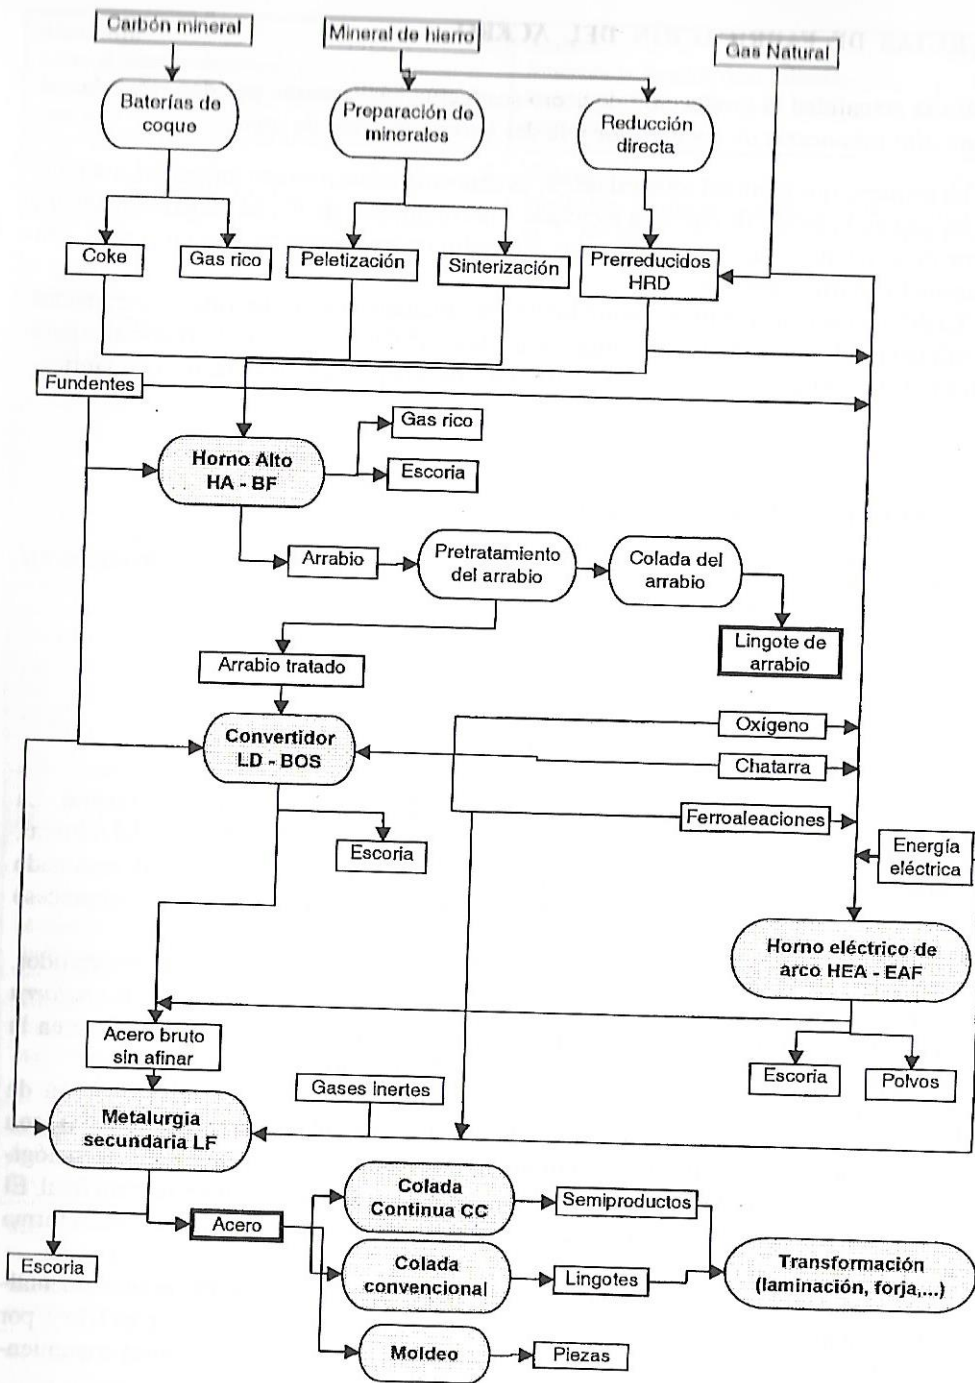 DEL ACERO
Carbón mineral
Mineral de hierro
Gas Natural
Baterías de
coque
Preparación de
minerales
Reducción
directa
Coke
Gas rico
Peletización
Sinterización
Prerreducidos
HRD
Fundentes
Gas rico
Horno Alto
HA - BF
Escoria
Arrabio
Pretratamiento
del arrabio
Colada del
arrabio
Lingote de
arrabio
Arrabio tratado
Oxígeno
Convertidor
LD - BOS
Chatarra
Ferroaleaciones
Escoria
Energía
eléctrica
Horno eléctrico de
arco HEA - EAF
Acero bruto
sin afinar
Escoria
Polvos
Gases inertes
Metalurgia
secundaria LF
Colada
Continua CC
Semiproductos
Acero
Escoria
Colada
convencional
Lingotes
Transformación
(laminación, forja,...)
Moldeo
Piezas